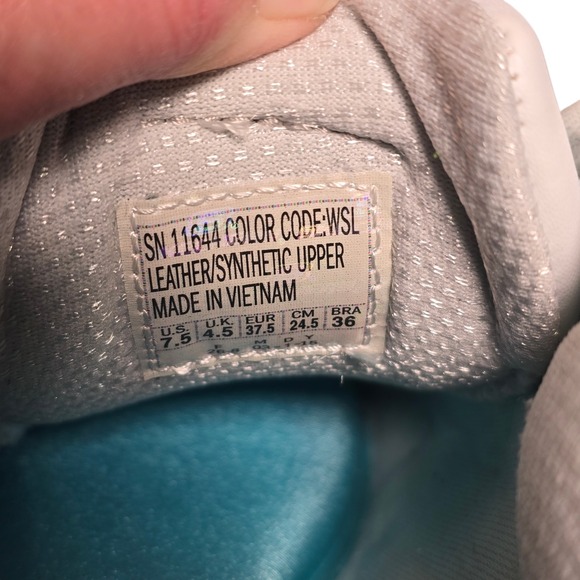 SN 11644 COLOR CODE:WSL
LEATHER/SYNTHETIC UPPER
MADE IN VIETNAM
U.S. U.K EUR CM BRA
7.5 4.5 37.5 24.5 36
F M D Y